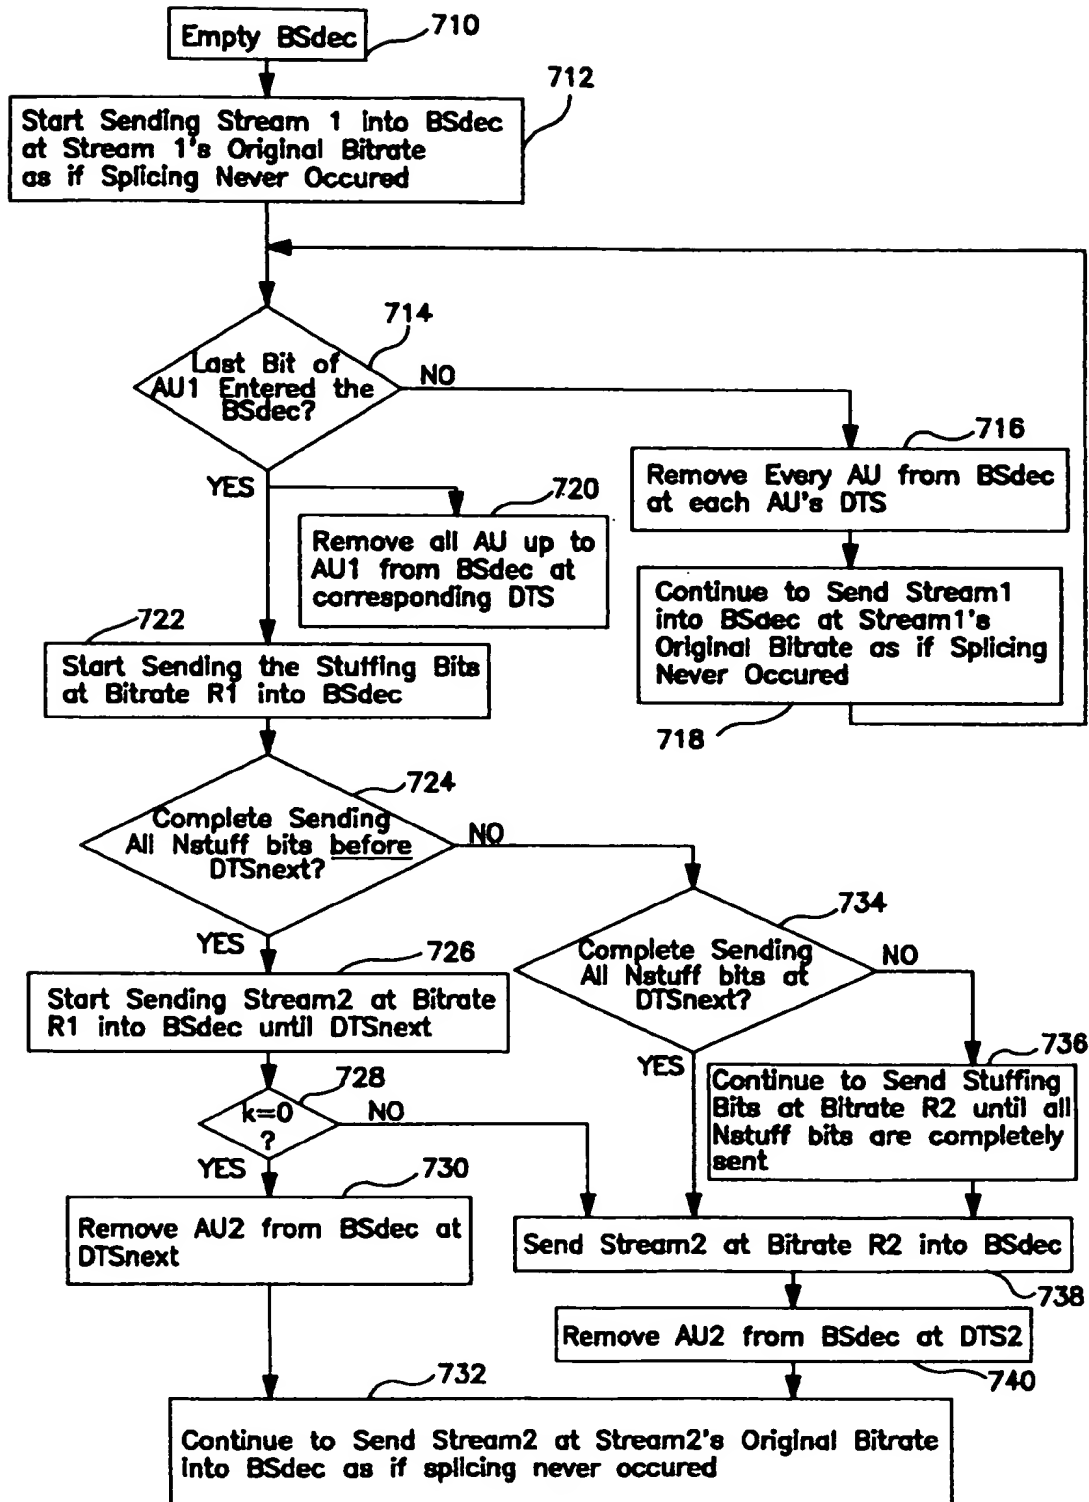 Empty BSdec
710
712
Start Sending Stream 1 into BSdec
at Stream 1's Original Bitrate
as if Splicing Never Occured
714
Last Bit of
AU1 Entered the
BSdec?
NO
YES
716
Remove Every AU from BSdec
at each AU's DTS
Continue to Send Stream1
into BSdec at Stream1's
Original Bitrate as if Splicing
Never Occured
718
720
Remove all AU up to
AU1 from BSdec at
corresponding DTS
722
Start Sending the Stuffing Bits
at Bitrate R1 into BSdec
724
Complete Sending
All Nstuff bits before
DTSnext?
NO
YES
726
Start Sending Stream2 at Bitrate
R1 into BSdec until DTSnext
728
k=0
?
NO
YES
730
Remove AU2 from BSdec at
DTSnext
734
Complete Sending
All Nstuff bits at
DTSnext?
NO
YES
736
Continue to Send Stuffing
Bits at Bitrate R2 until all
Nstuff bits are completely
sent
Send Stream2 at Bitrate R2 into BSdec
738
Remove AU2 from BSdec at DTS2
740
732
Continue to Send Stream2 at Stream2's Original Bitrate
into BSdec as if splicing never occured